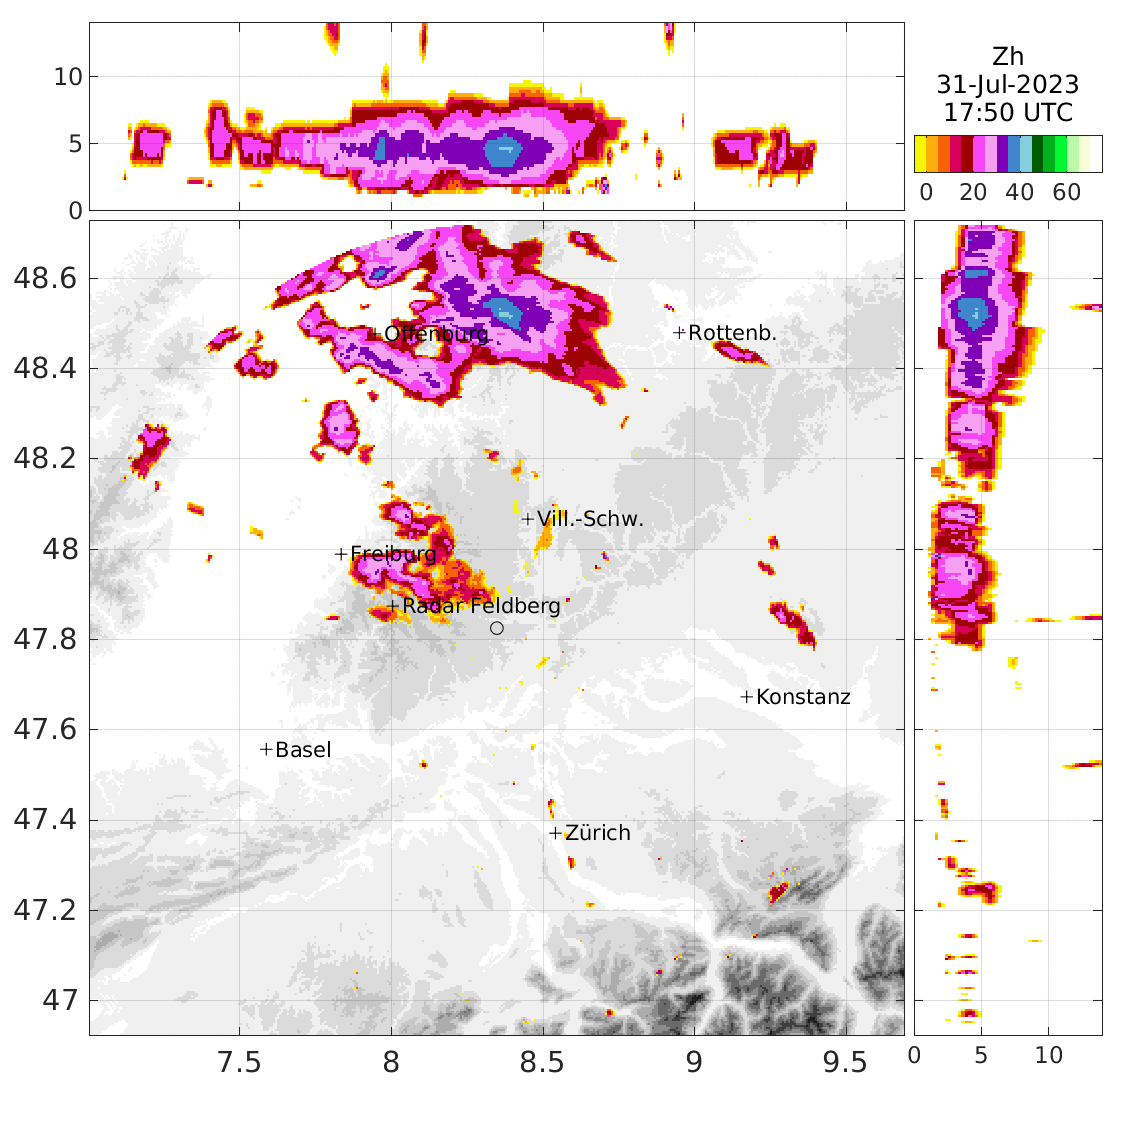 10
5
0
Zh
31-Jul-2023
17:50 UTC
0 20 40 60
48.6
48.4
48.2
48
47.8
47.6
47.4
47.2
47
Offenburg
Rottenb.
Vill.-Schw.
Freiburg
Radar Feldberg
Konstanz
Basel
Zürich
7.5 8 8.5 9 9.5
0 5 10